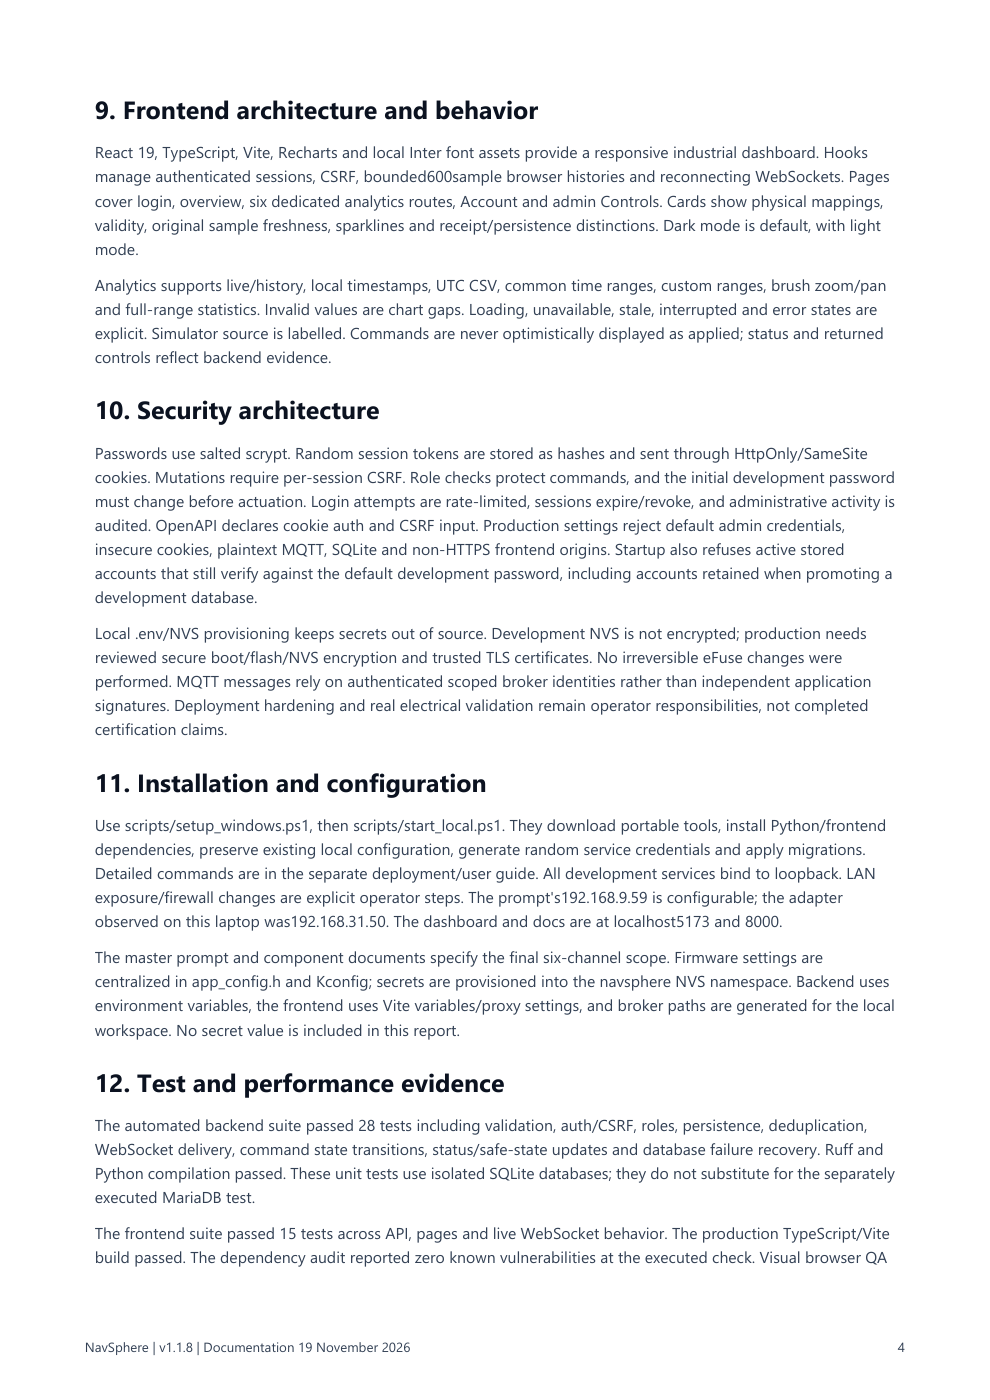 9. Frontend architecture and behavior
React 19, TypeScript, Vite, Recharts and local Inter font assets provide a responsive industrial dashboard. Hooks
manage authenticated sessions, CSRF, bounded600sample browser histories and reconnecting WebSockets. Pages
cover login, overview, six dedicated analytics routes, Account and admin Controls. Cards show physical mappings,
validity, original sample freshness, sparklines and receipt/persistence distinctions. Dark mode is default, with light
mode.
Analytics supports live/history, local timestamps, UTC CSV, common time ranges, custom ranges, brush zoom/pan
and full-range statistics. Invalid values are chart gaps. Loading, unavailable, stale, interrupted and error states are
explicit. Simulator source is labelled. Commands are never optimistically displayed as applied; status and returned
controls reflect backend evidence.
10. Security architecture
Passwords use salted scrypt. Random session tokens are stored as hashes and sent through HttpOnly/SameSite
cookies. Mutations require per-session CSRF. Role checks protect commands, and the initial development password
must change before actuation. Login attempts are rate-limited, sessions expire/revoke, and administrative activity is
audited. OpenAPI declares cookie auth and CSRF input. Production settings reject default admin credentials,
insecure cookies, plaintext MQTT, SQLite and non-HTTPS frontend origins. Startup also refuses active stored
accounts that still verify against the default development password, including accounts retained when promoting a
development database.
Local .env/NVS provisioning keeps secrets out of source. Development NVS is not encrypted; production needs
reviewed secure boot/flash/NVS encryption and trusted TLS certificates. No irreversible eFuse changes were
performed. MQTT messages rely on authenticated scoped broker identities rather than independent application
signatures. Deployment hardening and real electrical validation remain operator responsibilities, not completed
certification claims.
11. Installation and configuration
Use scripts/setup_windows.ps1, then scripts/start_local.ps1. They download portable tools, install Python/frontend
dependencies, preserve existing local configuration, generate random service credentials and apply migrations.
Detailed commands are in the separate deployment/user guide. All development services bind to loopback. LAN
exposure/firewall changes are explicit operator steps. The prompt's192.168.9.59 is configurable; the adapter
observed on this laptop was192.168.31.50. The dashboard and docs are at localhost5173 and 8000.
The master prompt and component documents specify the final six-channel scope. Firmware settings are
centralized in app_config.h and Kconfig; secrets are provisioned into the navsphere NVS namespace. Backend uses
environment variables, the frontend uses Vite variables/proxy settings, and broker paths are generated for the local
workspace. No secret value is included in this report.
12. Test and performance evidence
The automated backend suite passed 28 tests including validation, auth/CSRF, roles, persistence, deduplication,
WebSocket delivery, command state transitions, status/safe-state updates and database failure recovery. Ruff and
Python compilation passed. These unit tests use isolated SQLite databases; they do not substitute for the separately
executed MariaDB test.
The frontend suite passed 15 tests across API, pages and live WebSocket behavior. The production TypeScript/Vite
build passed. The dependency audit reported zero known vulnerabilities at the executed check. Visual browser QA
NavSphere | v1.1.8 | Documentation 19 November 2026
4